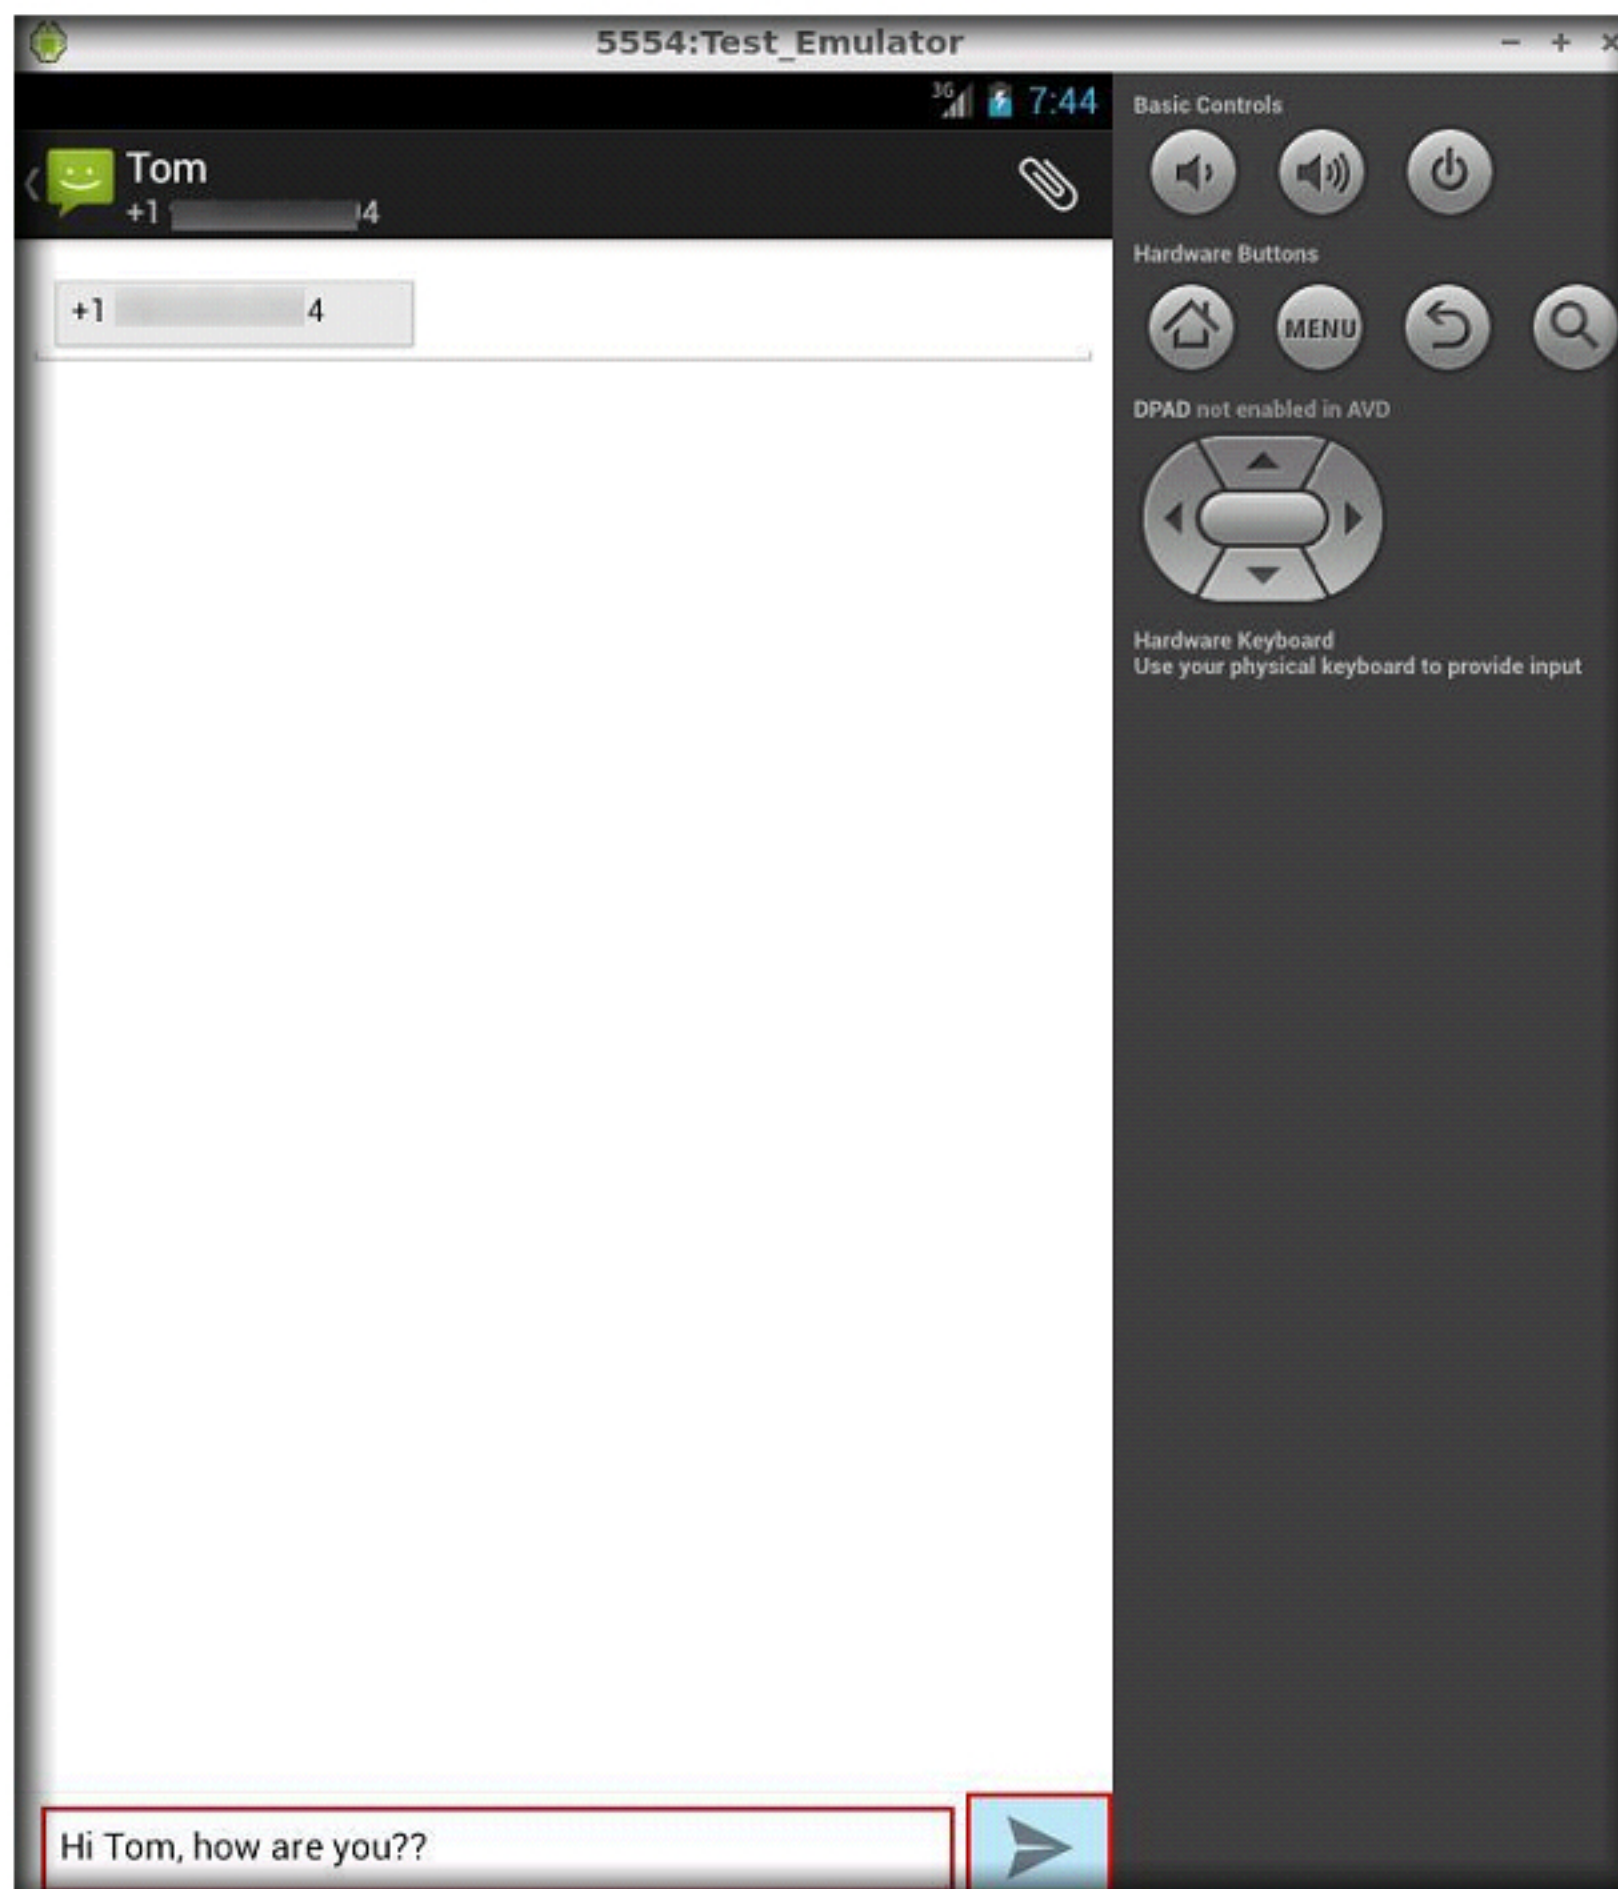 5554:Test_Emulator
3G 7:44
Tom
+1 4
+1 4
Hi Tom, how are you??
Basic Controls
Hardware Buttons
MENU
DPAD not enabled in AVD
Hardware Keyboard
Use your physical keyboard to provide input